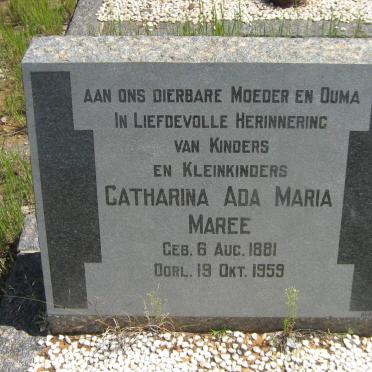 AAN ONS DIERBARE MOEDER EN OUMA
IN LIEFDEVOLLE HERINNERING
VAN KINDERS
EN KLEINKINDERS
CATHARINA ADA MARIA
MAREE
GEB. 6 AUG. 1881
OORL. 19 OKT. 1959